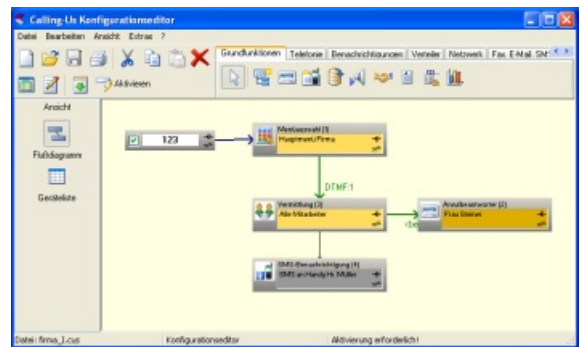 Calling-Us Konfigurationseditor
Datei Bearbeiten Ansicht Extras ?
Grundfunktionen Telefonie Benachrichtigungen Verteiler Netzwerk Fax, E-Mail, SM
Aktivieren
Ansicht
Flußdiagramm
Geräteliste
123
Menüauswahl (1)
Hauptmenü Firma
DTMF:1
Vermittlung (3)
Alle Mitarbeiter
<be
Anrufbeantworter (2)
Frau Steiner
SMS-Benachrichtigung (4)
SMS an Handy Hr. Müller
Datei: firma_1.cus Konfigurationseditor Aktivierung erforderlich!